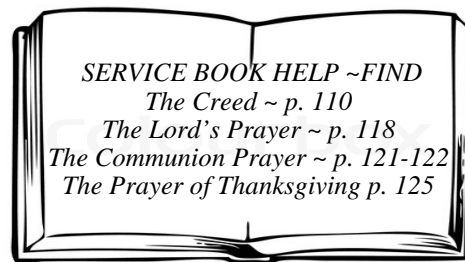 SERVICE BOOK HELP ~FIND
The Creed ~ p. 110
The Lord's Prayer ~ p. 118
The Communion Prayer ~ p. 121-122
The Prayer of Thanksgiving p. 125